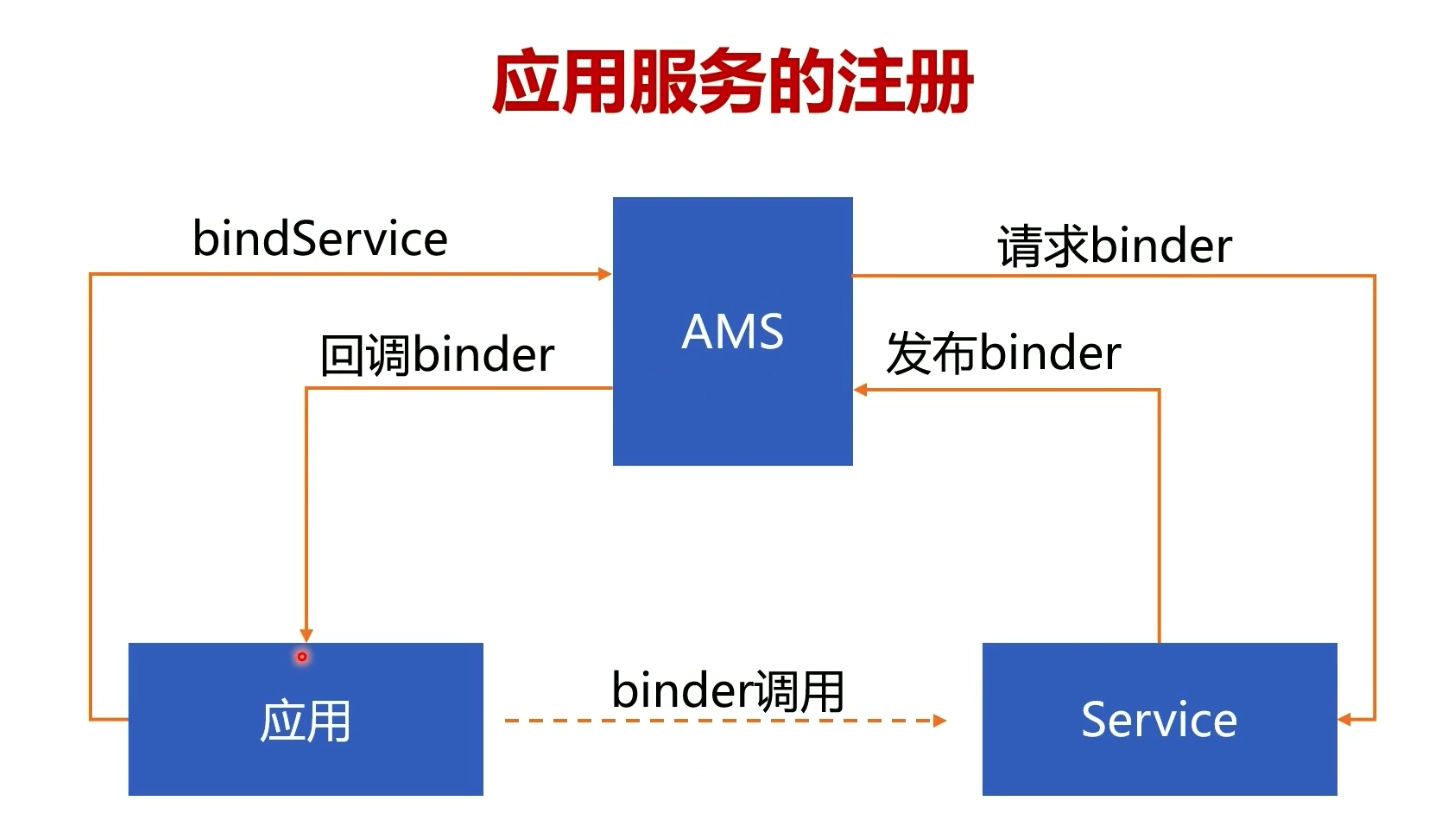 应用服务的注册
bindService
请求binder
AMS
回调binder
发布binder
binder调用
应用
Service